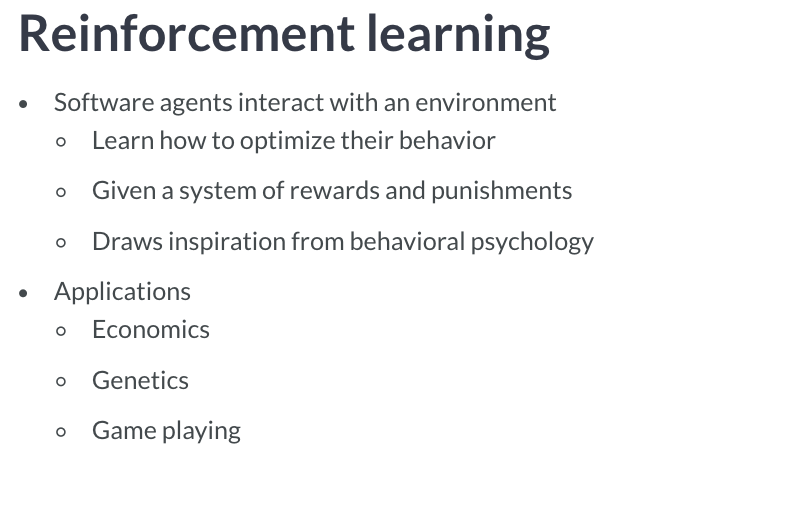 Reinforcement learning
• Software agents interact with an environment
◦ Learn how to optimize their behavior
◦ Given a system of rewards and punishments
◦ Draws inspiration from behavioral psychology
• Applications
◦ Economics
◦ Genetics
◦ Game playing